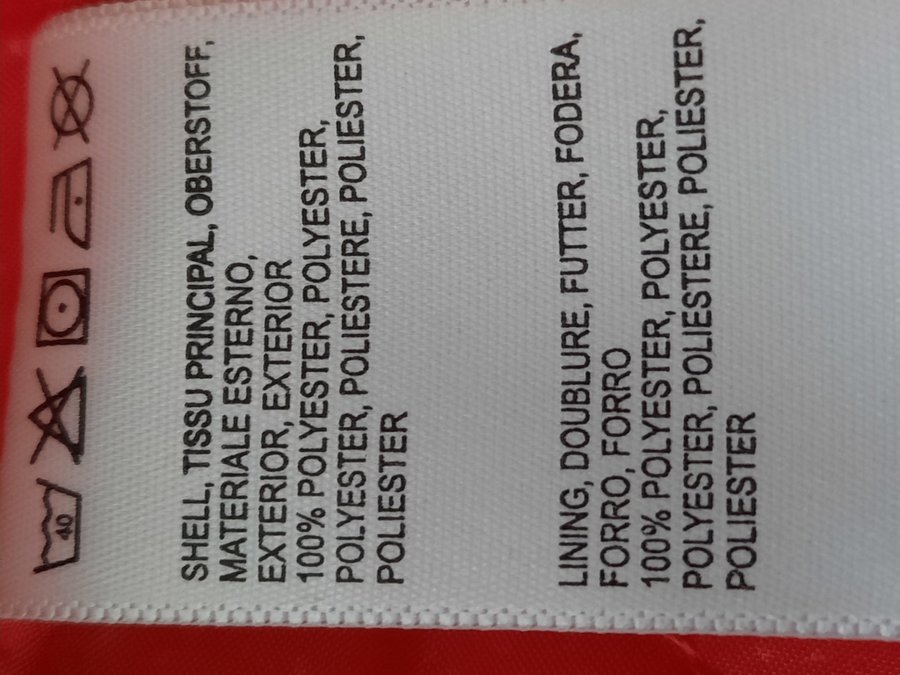 40
SHELL, TISSU PRINCIPAL, OBERSTOFF,
MATERIALE ESTERNO,
EXTERIOR, EXTERIOR
100% POLYESTER, POLYESTER,
POLYESTER, POLIESTERE, POLIESTER,
POLIESTER
LINING, DOUBLURE, FUTTER, FODERA,
FORRO, FORRO
100% POLYESTER, POLYESTER,
POLYESTER, POLIESTERE, POLIESTER,
POLIESTER